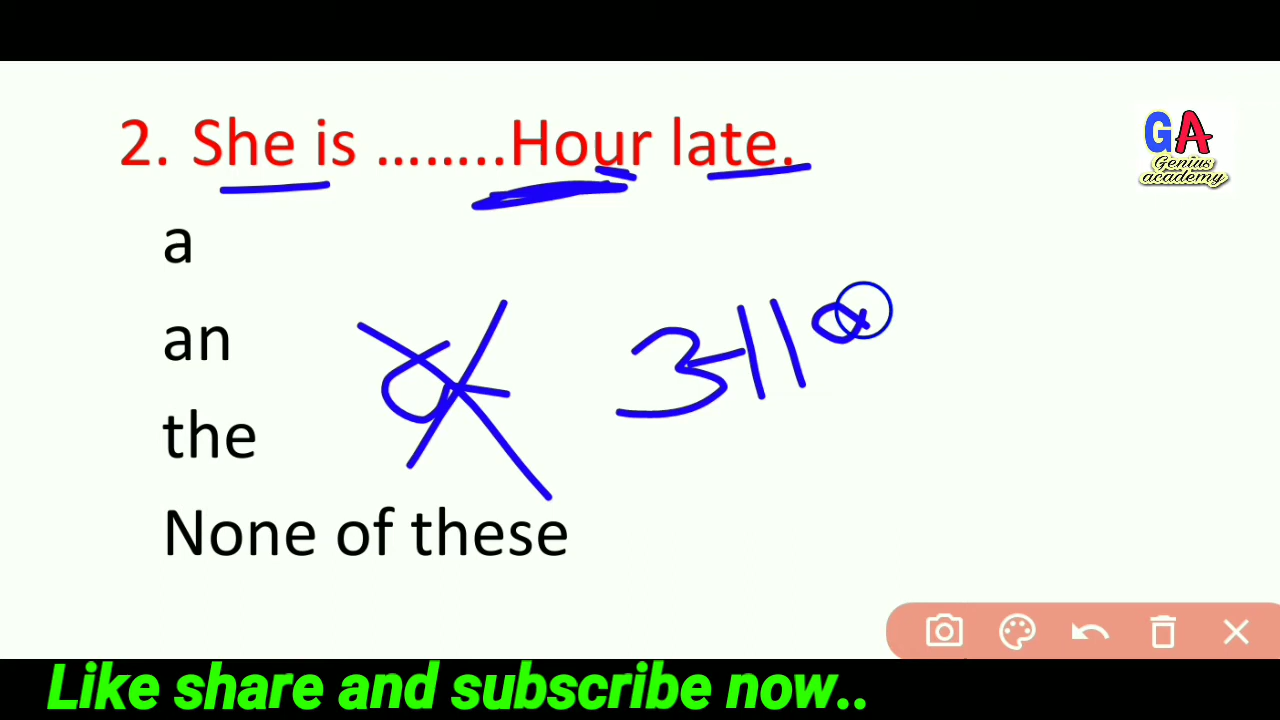 2. She is ........Hour late.
GA
Genius
academy
a
an
the
None of these
Like share and subscribe now..